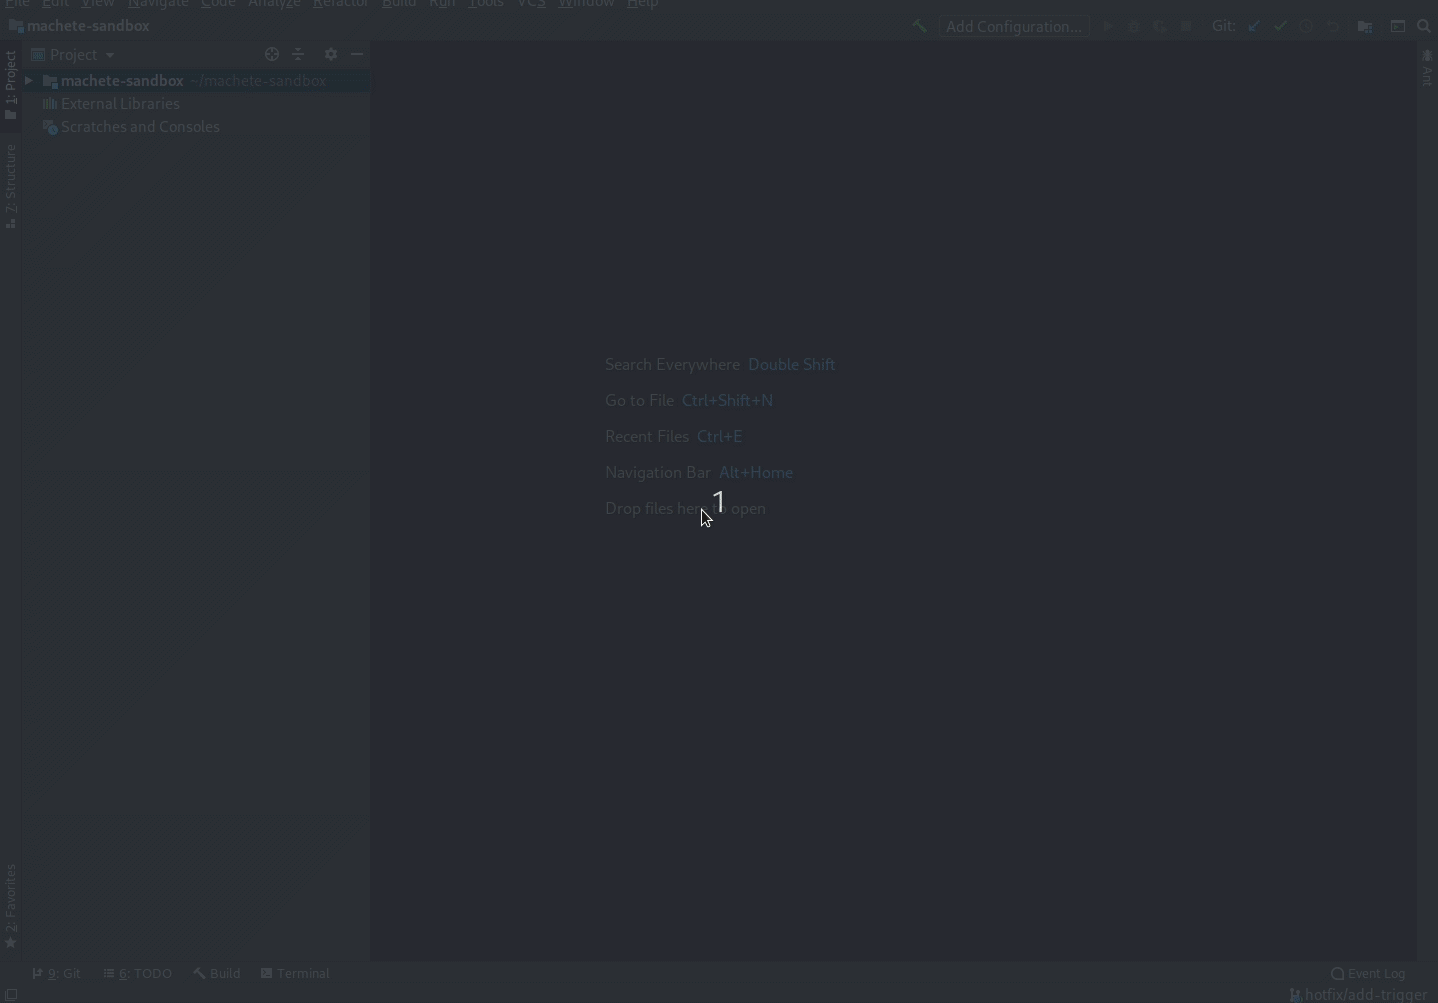 File Edit View Navigate Code Analyze Refactor Build Run Tools VCS Window Help
machete-sandbox
Add Configuration...
Git:
1: Project
Project
machete-sandbox ~/machete-sandbox
External Libraries
Scratches and Consoles
Z: Structure
Ant
Search Everywhere Double Shift
Go to File Ctrl+Shift+N
Recent Files Ctrl+E
Navigation Bar Alt+Home
1
Drop files here to open
2: Favorites
9: Git 6: TODO Build Terminal Event Log
hotfix/add-trigger